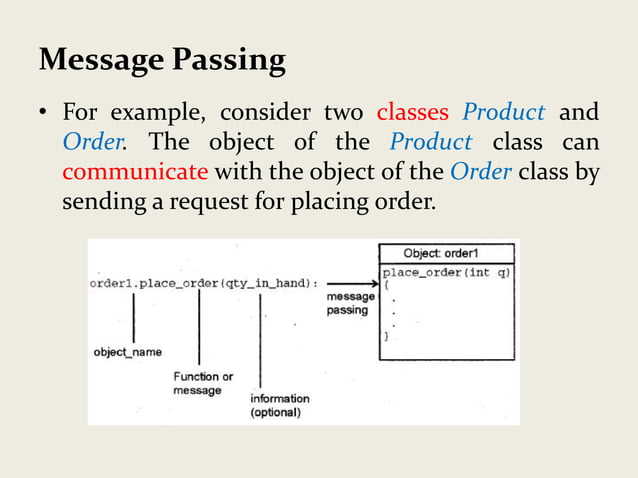 Message Passing
• For example, consider two classes Product and
Order. The object of the Product class can
communicate with the object of the Order class by
sending a request for placing order.
Object: order1
order1.place_order(qty_in_hand):
message
passing
place_order(int q)
{
.
.
.
}
object_name
Function or
message
information
(optional)